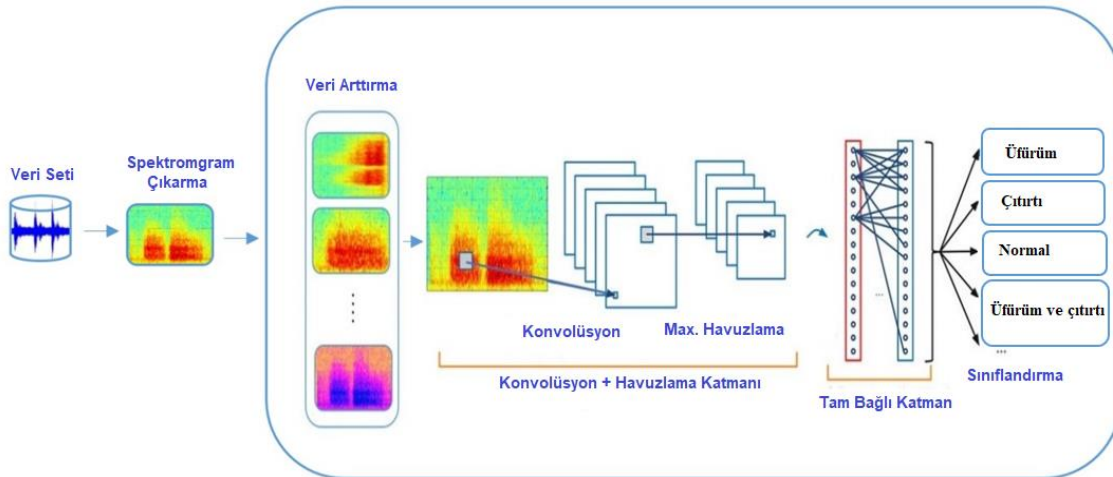 Veri Seti
Spektromgram
Çıkarma
Veri Arttırma
Konvolüsyon
Max. Havuzlama
Konvolüsyon + Havuzlama Katmanı
...
Tam Bağlı Katman
Üfürüm
Çıtırtı
Normal
Üfürüm ve çıtırtı
...
Sınıflandırma